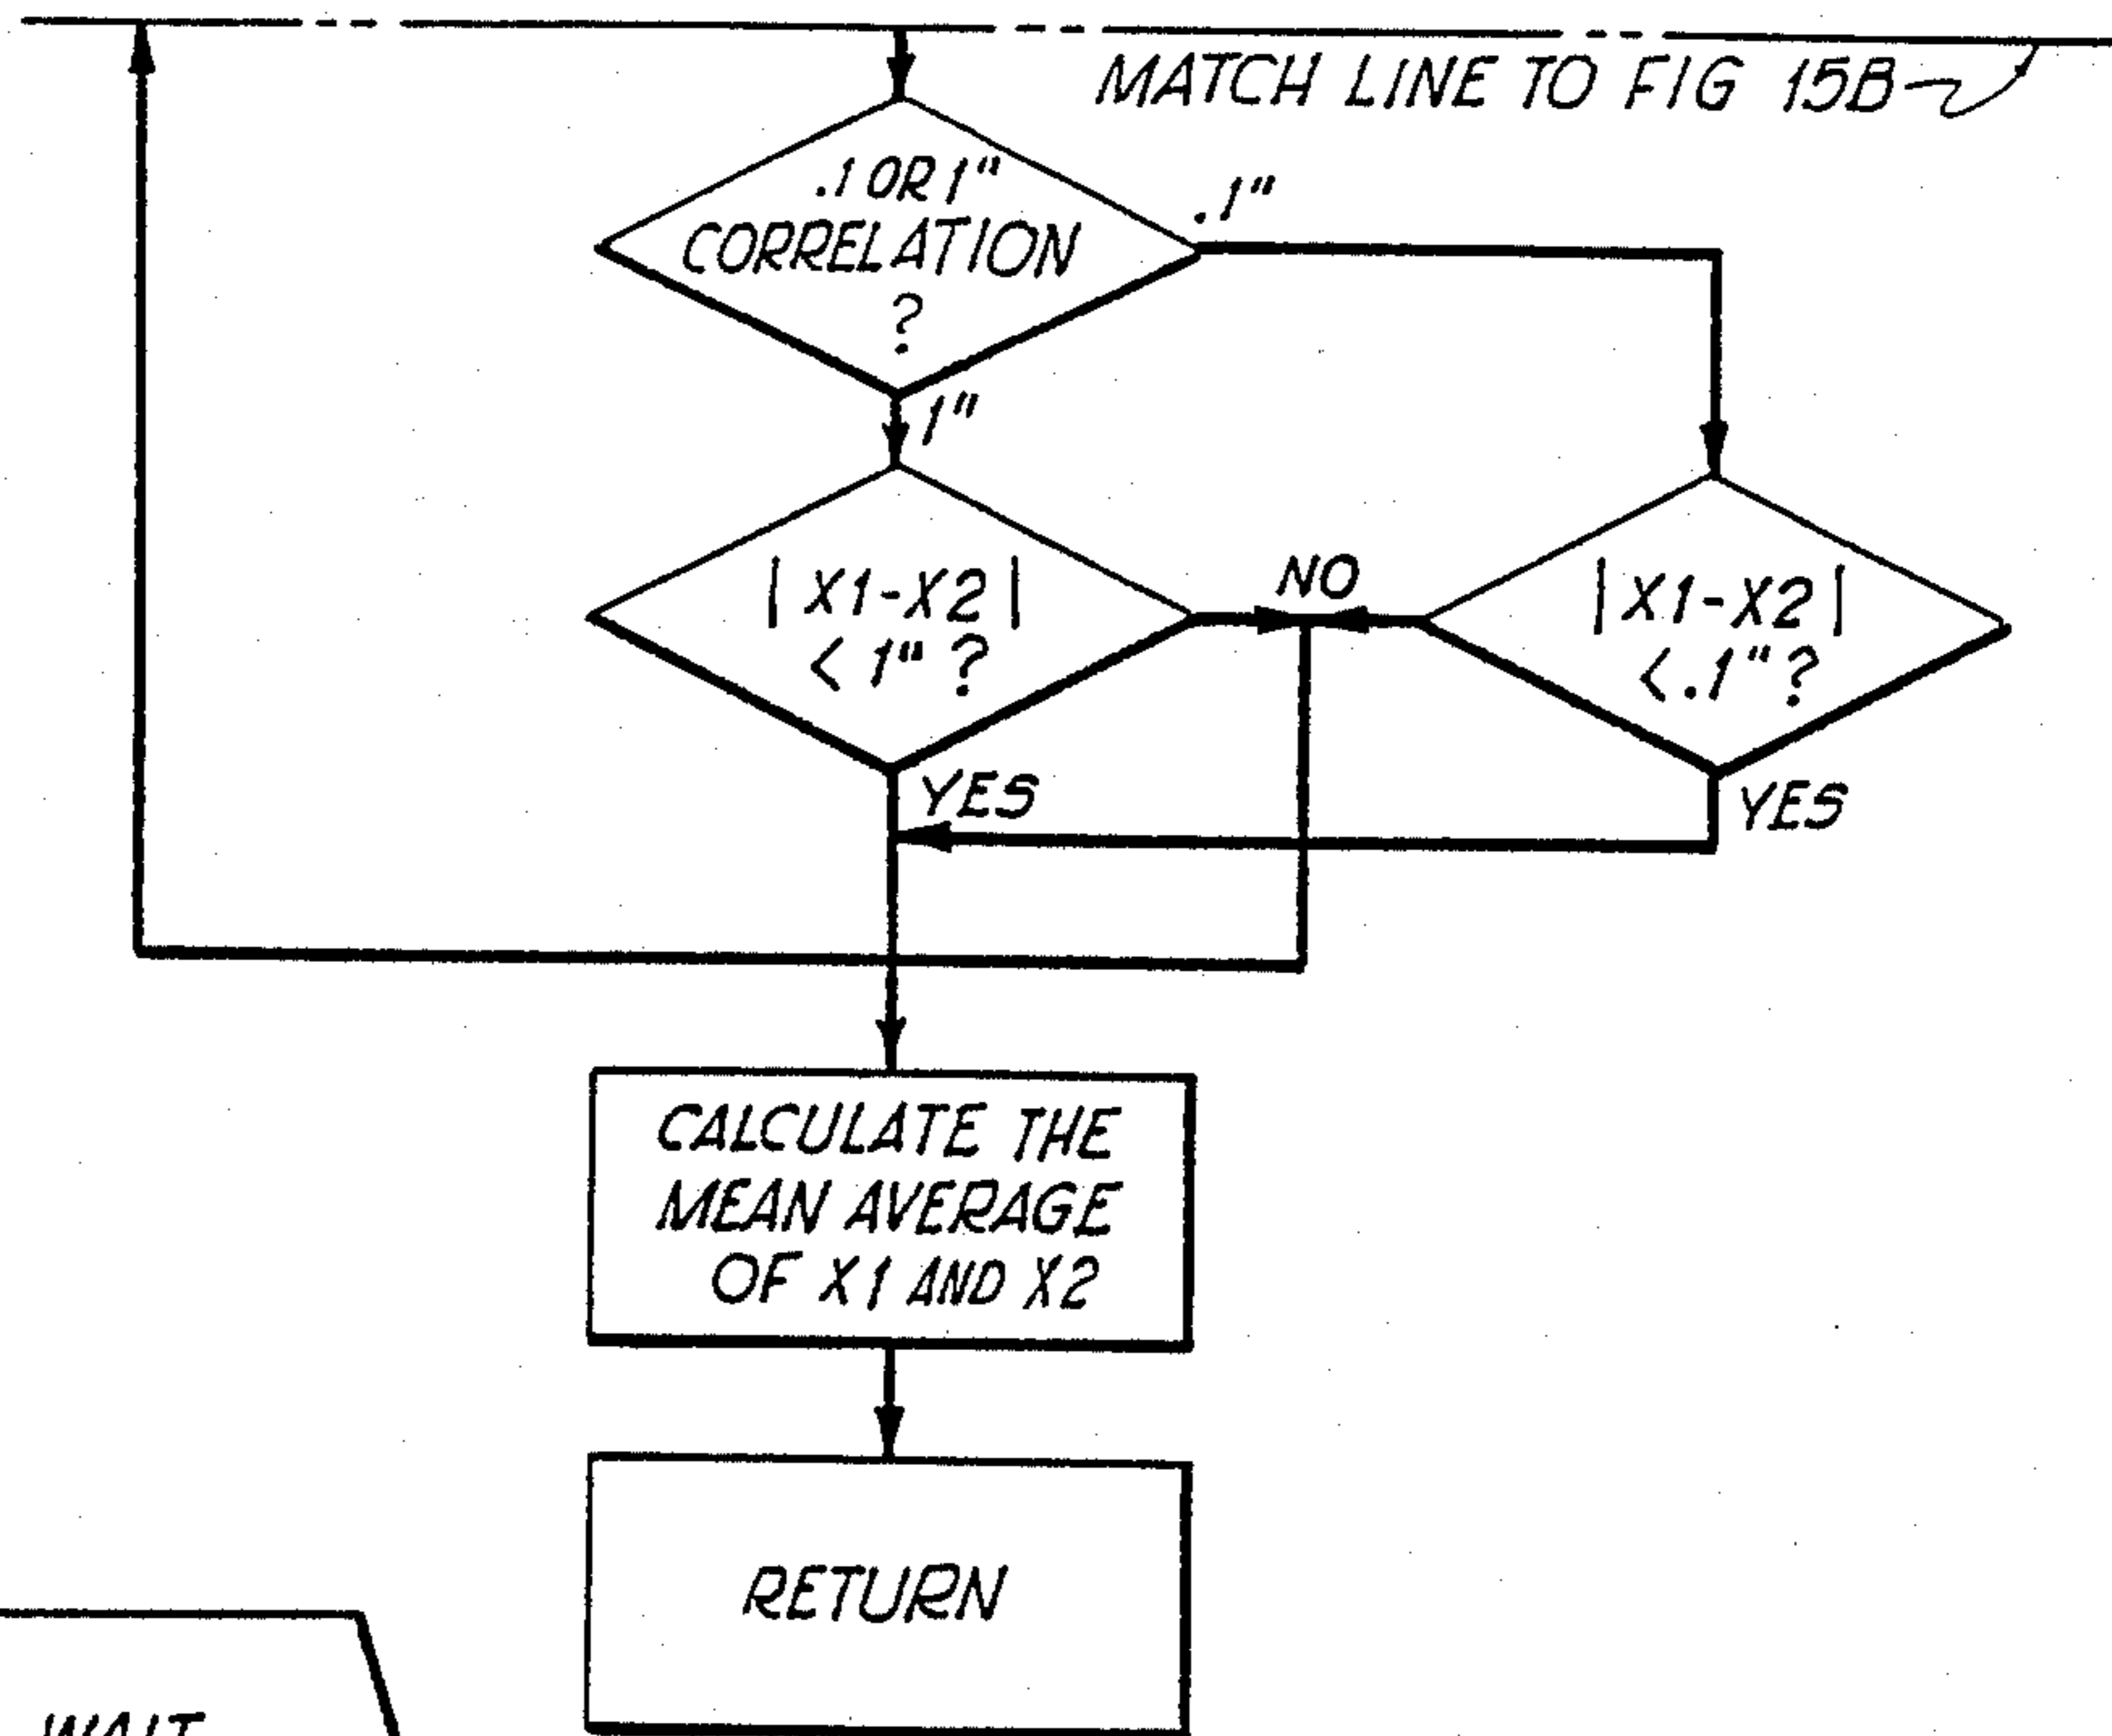 MATCH LINE TO FIG 15B
.1 OR 1"
CORRELATION
?
.1"
1"
|X1-X2|
< 1" ?
NO
|X1-X2|
< .1" ?
YES
YES
CALCULATE THE
MEAN AVERAGE
OF X1 AND X2
RETURN
WAIT